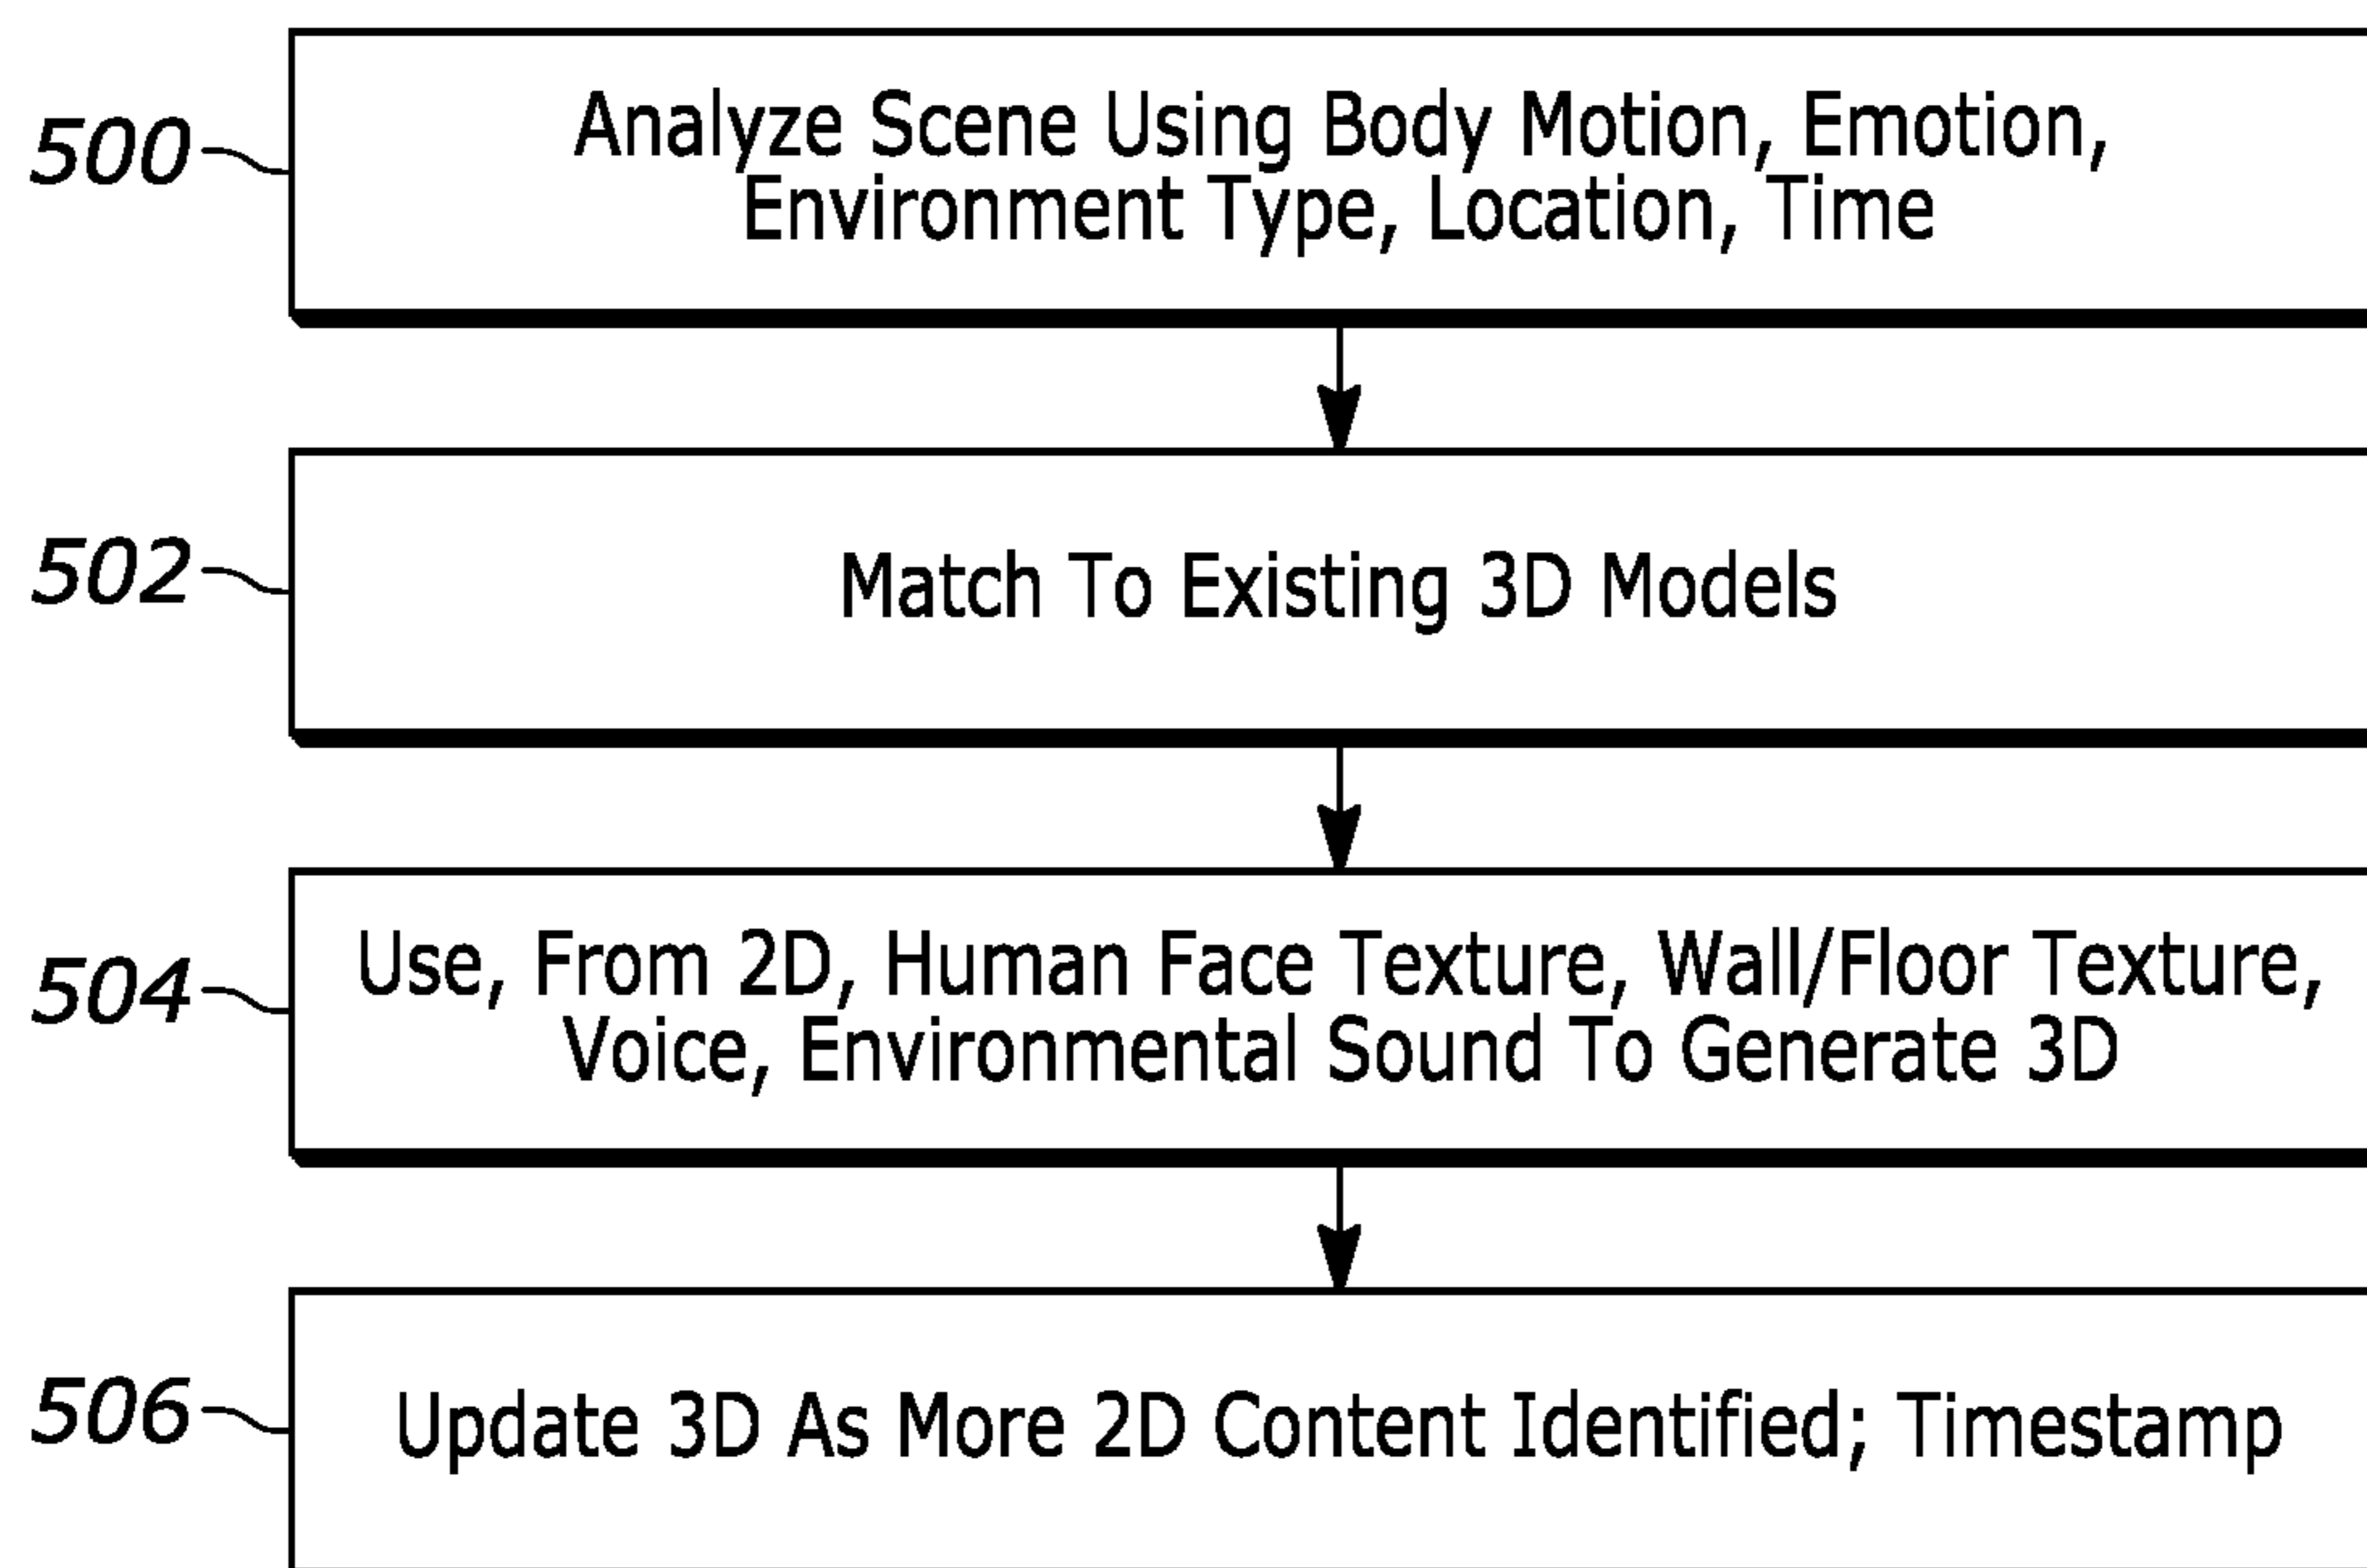 500
Analyze Scene Using Body Motion, Emotion,
Environment Type, Location, Time
502
Match To Existing 3D Models
504
Use, From 2D, Human Face Texture, Wall/Floor Texture,
Voice, Environmental Sound To Generate 3D
506
Update 3D As More 2D Content Identified; Timestamp